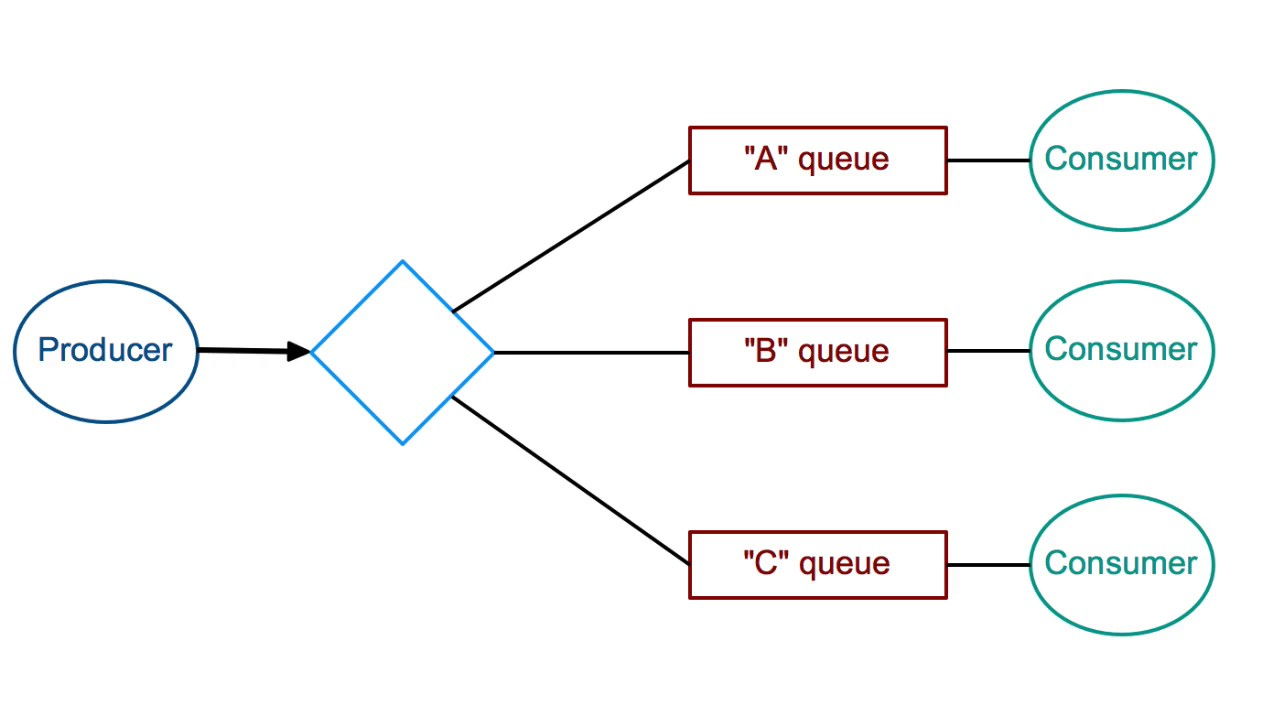 "A" queue
Consumer
Producer
"B" queue
Consumer
"C" queue
Consumer